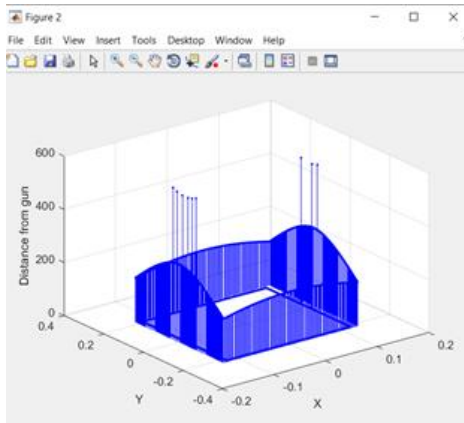 Figure 2
File Edit View Insert Tools Desktop Window Help
600
400
200
0
Distance from gun
0.4
0.2
0
-0.2
-0.4
Y
-0.2
-0.1
0
0.1
0.2
X